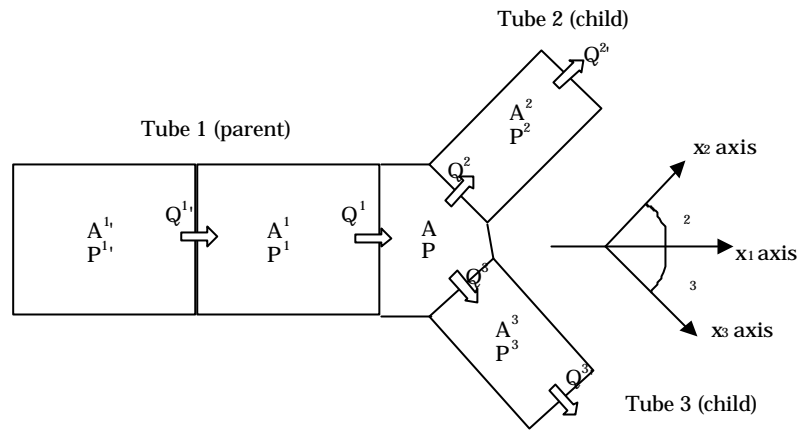 Tube 2 (child)
Q²'
Tube 1 (parent)
A²
P²
Q²
x₂ axis
Q¹'
Q¹
A¹'
P¹'
A¹
P¹
A
P
2
x₁ axis
Q³
3
A³
P³
x₃ axis
Q³'
Tube 3 (child)